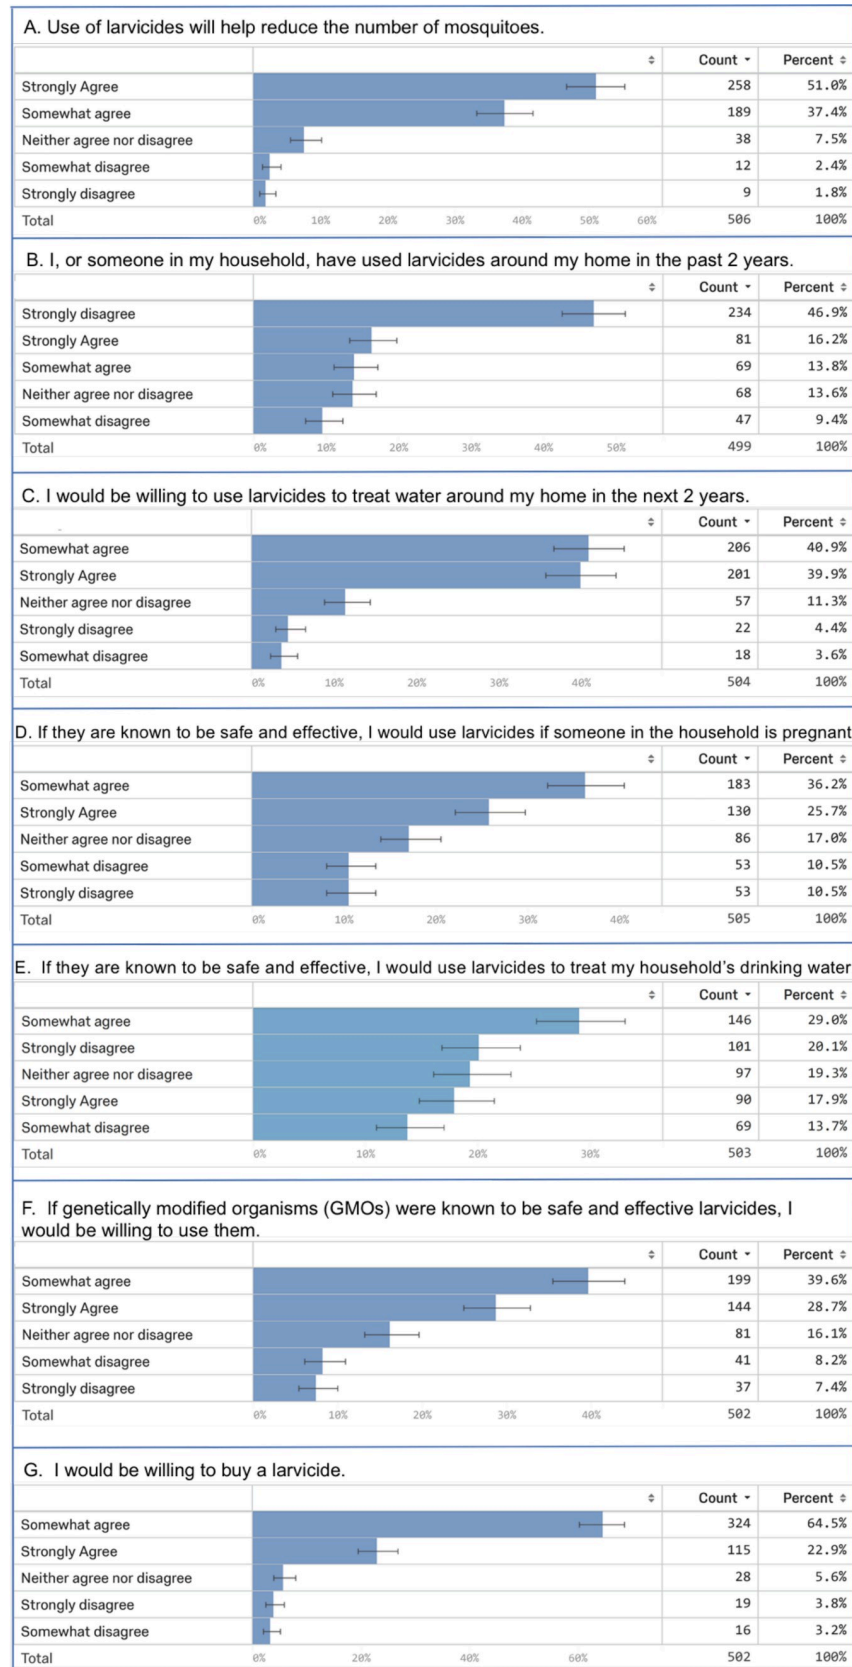 A. Use of larvicides will help reduce the number of mosquitoes.
Count Percent
Strongly Agree 258 51.0%
Somewhat agree 189 37.4%
Neither agree nor disagree 38 7.5%
Somewhat disagree 12 2.4%
Strongly disagree 9 1.8%
Total 0% 10% 20% 30% 40% 50% 60% 506 100%
B. I, or someone in my household, have used larvicides around my home in the past 2 years.
Count Percent
Strongly disagree 234 46.9%
Strongly Agree 81 16.2%
Somewhat agree 69 13.8%
Neither agree nor disagree 68 13.6%
Somewhat disagree 47 9.4%
Total 0% 10% 20% 30% 40% 50% 499 100%
C. I would be willing to use larvicides to treat water around my home in the next 2 years.
Count Percent
Somewhat agree 206 40.9%
Strongly Agree 201 39.9%
Neither agree nor disagree 57 11.3%
Strongly disagree 22 4.4%
Somewhat disagree 18 3.6%
Total 0% 10% 20% 30% 40% 504 100%
D. If they are known to be safe and effective, I would use larvicides if someone in the household is pregnant
Count Percent
Somewhat agree 183 36.2%
Strongly Agree 130 25.7%
Neither agree nor disagree 86 17.0%
Somewhat disagree 53 10.5%
Strongly disagree 53 10.5%
Total 0% 10% 20% 30% 40% 505 100%
E. If they are known to be safe and effective, I would use larvicides to treat my household's drinking water
Count Percent
Somewhat agree 146 29.0%
Strongly disagree 101 20.1%
Neither agree nor disagree 97 19.3%
Strongly Agree 90 17.9%
Somewhat disagree 69 13.7%
Total 0% 10% 20% 30% 503 100%
F. If genetically modified organisms (GMOs) were known to be safe and effective larvicides, I
would be willing to use them.
Count Percent
Somewhat agree 199 39.6%
Strongly Agree 144 28.7%
Neither agree nor disagree 81 16.1%
Somewhat disagree 41 8.2%
Strongly disagree 37 7.4%
Total 0% 10% 20% 30% 40% 502 100%
G. I would be willing to buy a larvicide.
Count Percent
Somewhat agree 324 64.5%
Strongly Agree 115 22.9%
Neither agree nor disagree 28 5.6%
Strongly disagree 19 3.8%
Somewhat disagree 16 3.2%
Total 0% 20% 40% 60% 502 100%